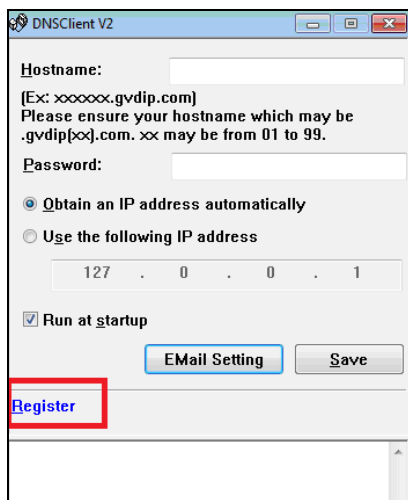 DNSClient V2
Hostname:
(Ex: xxxxxx.gvdip.com)
Please ensure your hostname which may be
.gvdip(xx).com. xx may be from 01 to 99.
Password:
Obtain an IP address automatically
Use the following IP address
127 . 0 . 0 . 1
Run at startup
EMail Setting Save
Register